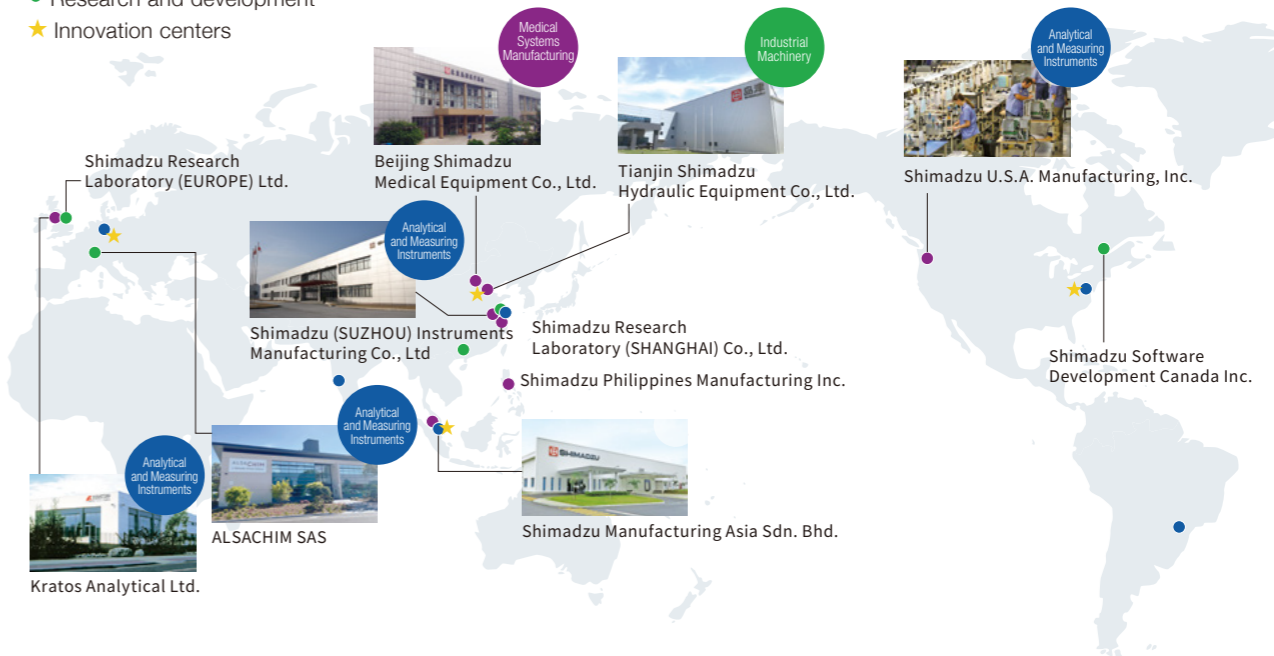 Research and development
Innovation centers
Medical
Systems
Manufacturing
Industrial
Machinery
Analytical
and Measuring
Instruments
Shimadzu Research
Laboratory (EUROPE) Ltd.
Beijing Shimadzu
Medical Equipment Co., Ltd.
Tianjin Shimadzu
Hydraulic Equipment Co., Ltd.
Shimadzu U.S.A. Manufacturing, Inc.
Analytical
and Measuring
Instruments
Shimadzu (SUZHOU) Instruments
Manufacturing Co., Ltd
Shimadzu Research
Laboratory (SHANGHAI) Co., Ltd.
Shimadzu Software
Development Canada Inc.
Shimadzu Philippines Manufacturing Inc.
Analytical
and Measuring
Instruments
Analytical
and Measuring
Instruments
SHIMADZU
ALSACHIM
ALSACHIM SAS
Shimadzu Manufacturing Asia Sdn. Bhd.
Kratos Analytical Ltd.